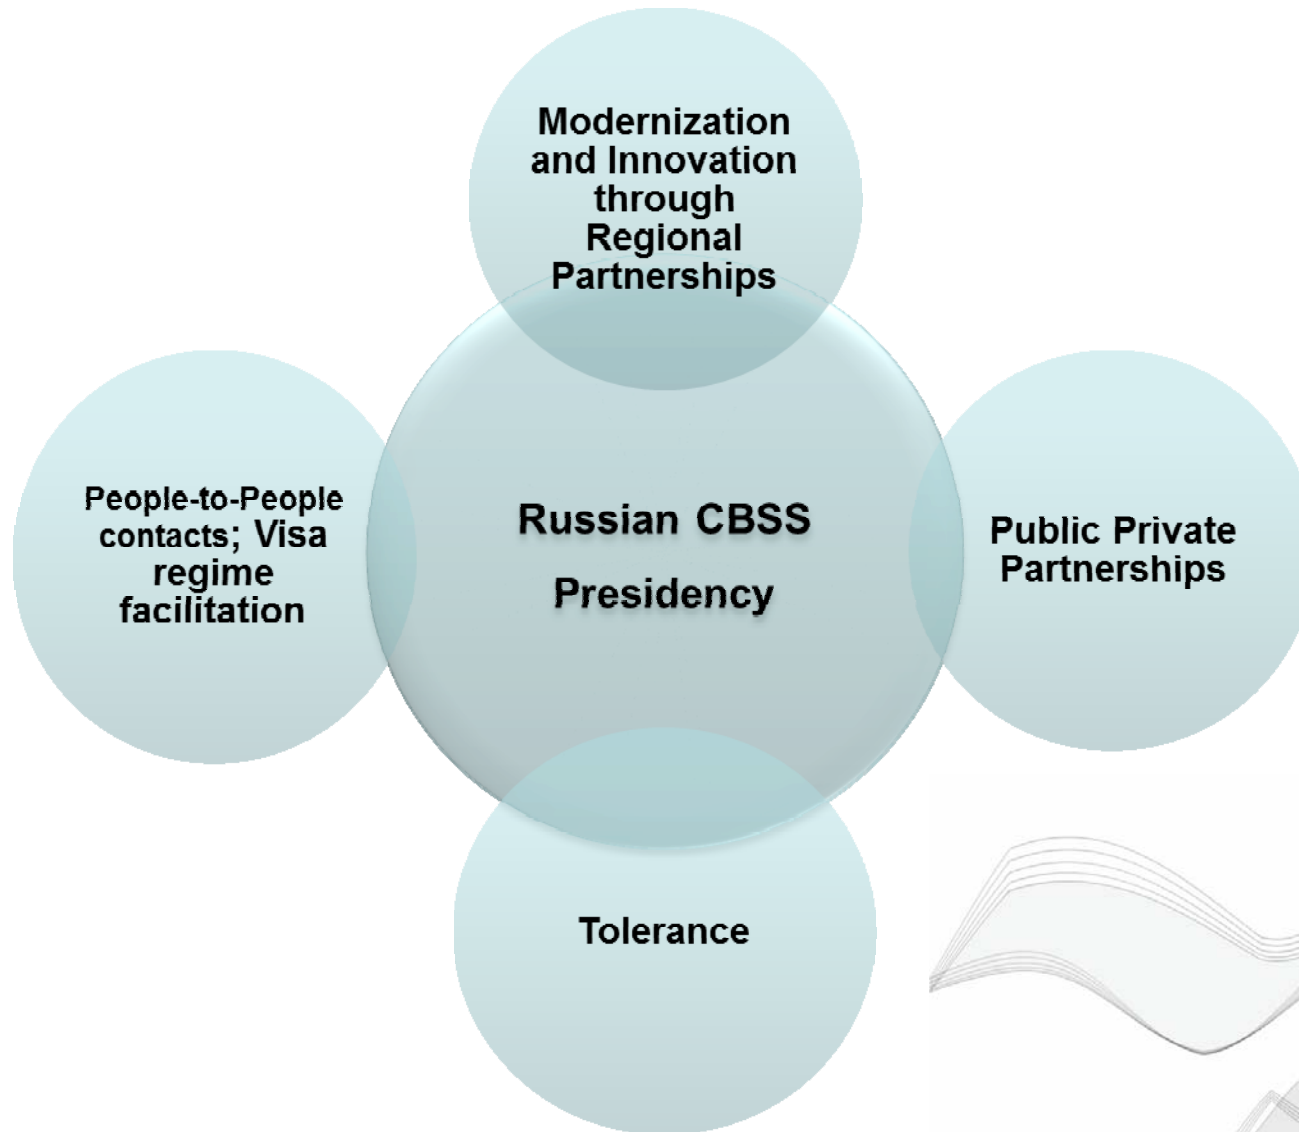 Modernization
and Innovation
through
Regional
Partnerships
People-to-People
contacts; Visa
regime
facilitation
Russian CBSS
Presidency
Public Private
Partnerships
Tolerance